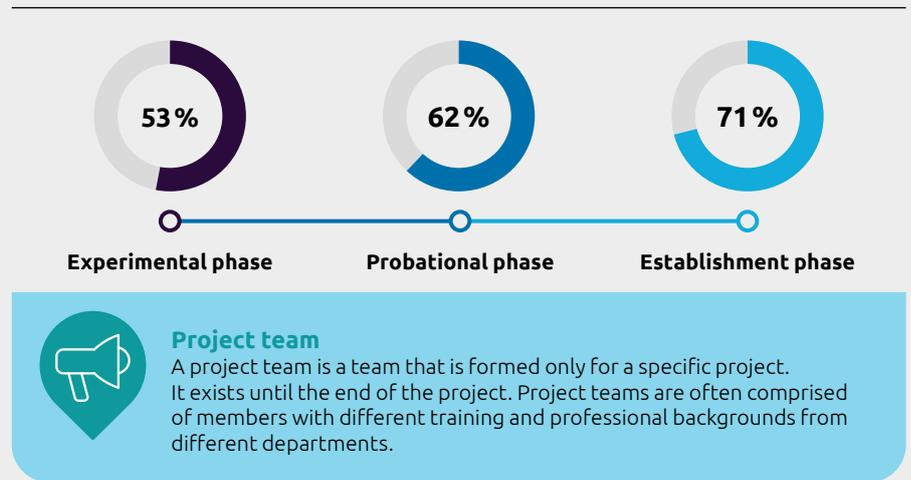 53 %
62 %
71 %
Experimental phase
Probational phase
Establishment phase
Project team
A project team is a team that is formed only for a specific project.
It exists until the end of the project. Project teams are often comprised
of members with different training and professional backgrounds from
different departments.